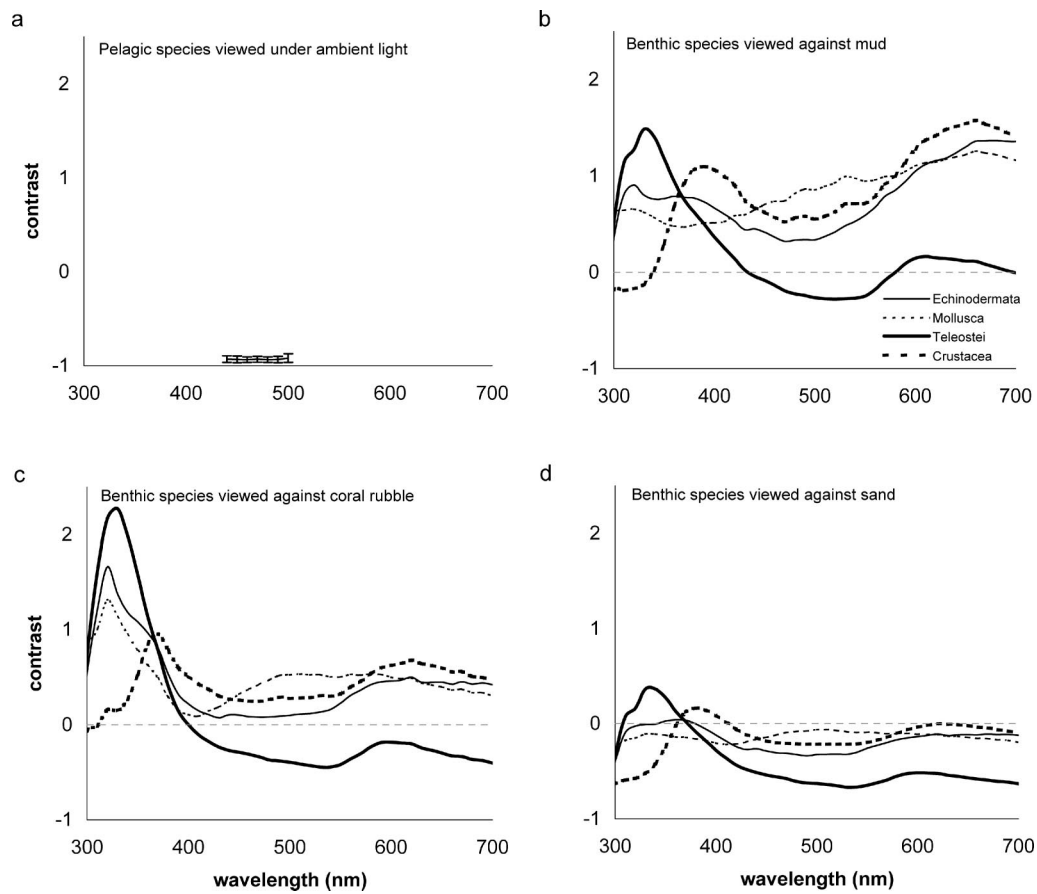 a
Pelagic species viewed under ambient light
2
1
0
-1
contrast
300 400 500 600 700
b
Benthic species viewed against mud
2
1
0
-1
Echinodermata
Mollusca
Teleostei
Crustacea
300 400 500 600 700
c
Benthic species viewed against coral rubble
2
1
0
-1
contrast
300 400 500 600 700
wavelength (nm)
d
Benthic species viewed against sand
2
1
0
-1
300 400 500 600 700
wavelength (nm)